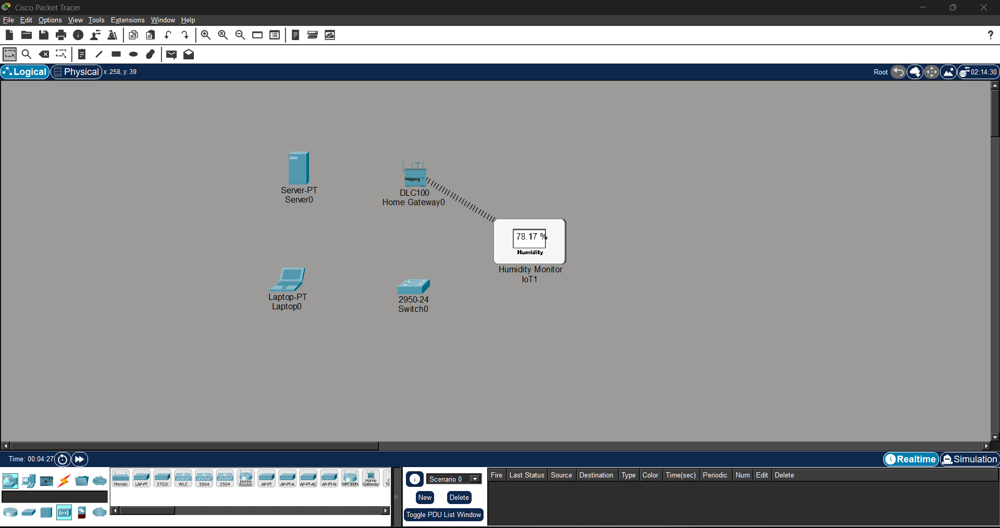 Cisco Packet Tracer
File Edit Options View Tools Extensions Window Help
?
Logical Physical x: 258, y: 39 Root 02:14:30
Server-PT
Server0
DLC100
Home Gateway0
78.17 %
Humidity
Humidity Monitor
IoT1
Laptop-PT
Laptop0
2950-24
Switch0
Time: 00:04:27 Realtime Simulation
Meraki LAP-PT 3702i WLC 3504 2504 Home Router AP-PT AP-PT-A AP-PT-AC AP-PT-N WRT300N Home Gateway
Scenario 0
New Delete
Toggle PDU List Window
Fire Last Status Source Destination Type Color Time(sec) Periodic Num Edit Delete